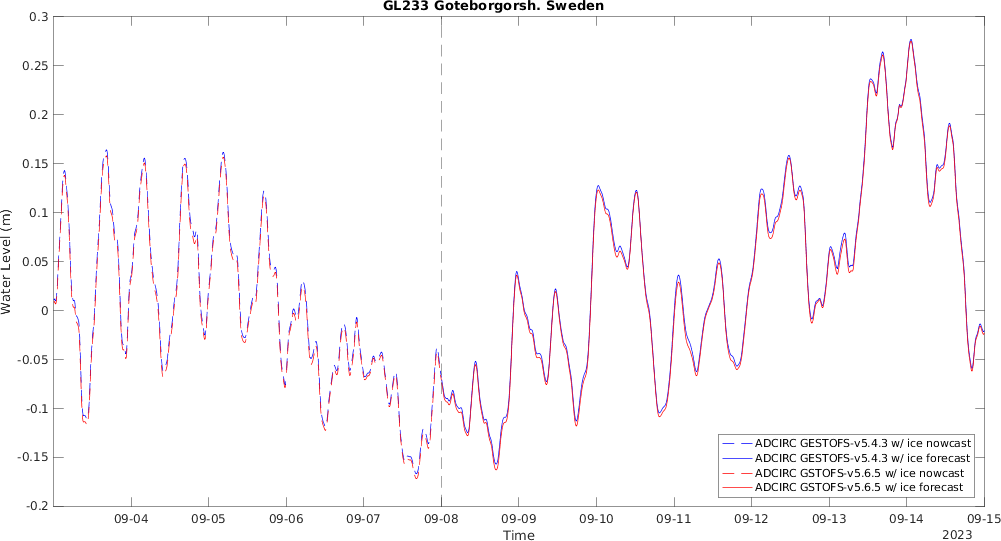 GL233 Goteborgorsh. Sweden
0.3
0.25
0.2
0.15
0.1
0.05
0
-0.05
-0.1
-0.15
-0.2
Water Level (m)
ADCIRC GESTOFS-v5.4.3 w/ ice nowcast
ADCIRC GESTOFS-v5.4.3 w/ ice forecast
ADCIRC GSTOFS-v5.6.5 w/ ice nowcast
ADCIRC GSTOFS-v5.6.5 w/ ice forecast
09-04 09-05 09-06 09-07 09-08 09-09 09-10 09-11 09-12 09-13 09-14 09-15
Time
2023